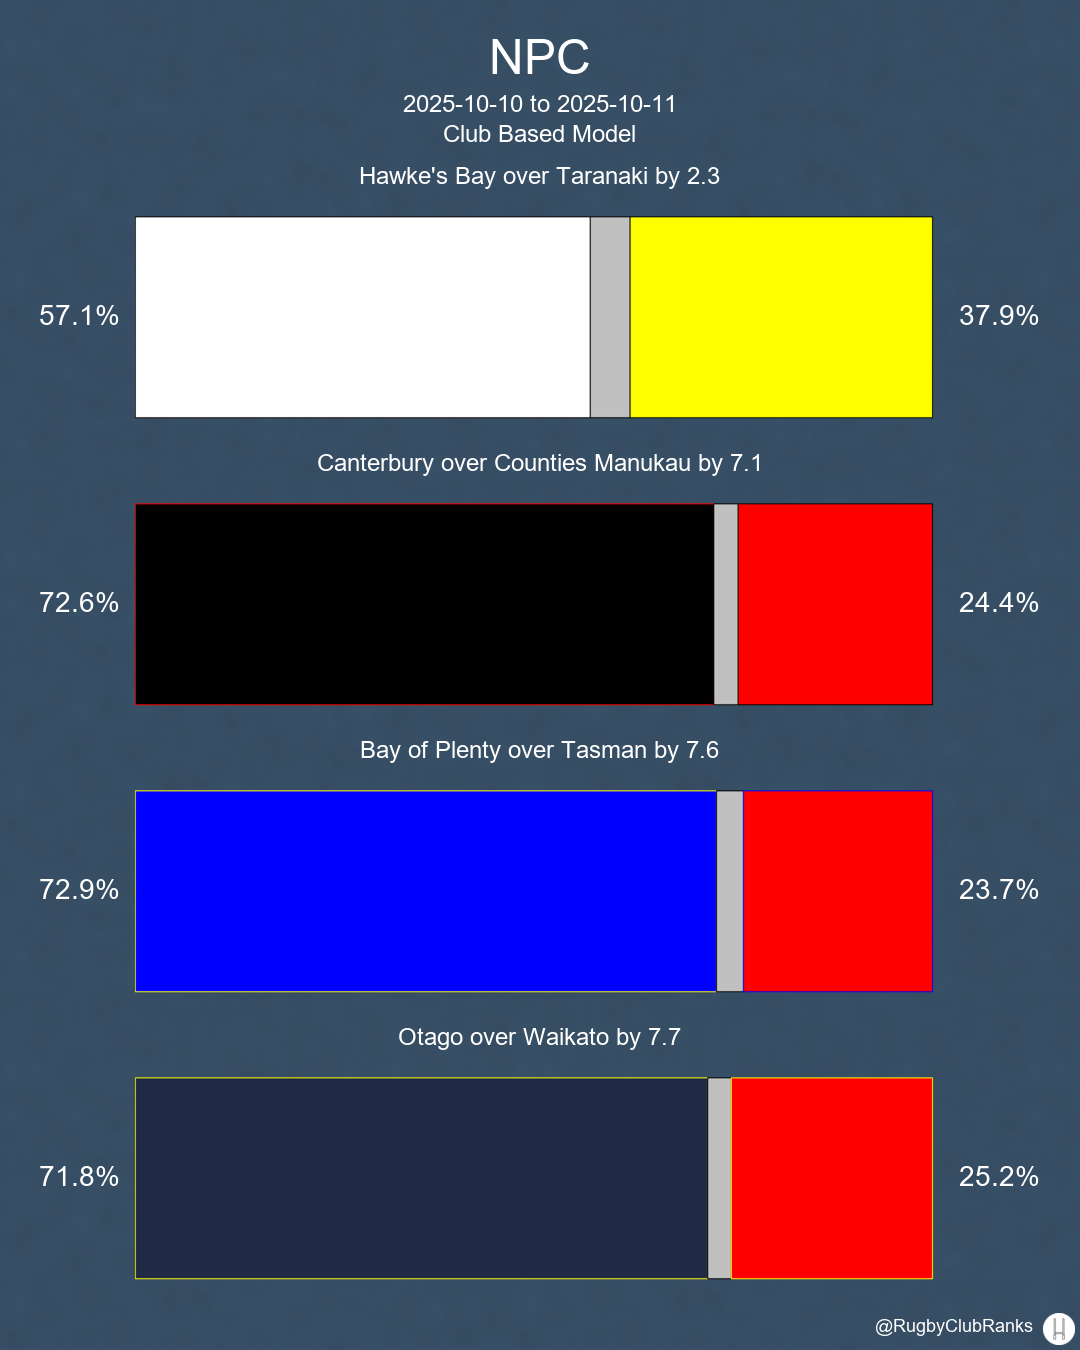 NPC
2025-10-10 to 2025-10-11
Club Based Model
Hawke's Bay over Taranaki by 2.3
57.1%
37.9%
Canterbury over Counties Manukau by 7.1
72.6%
24.4%
Bay of Plenty over Tasman by 7.6
72.9%
23.7%
Otago over Waikato by 7.7
71.8%
25.2%
@RugbyClubRanks